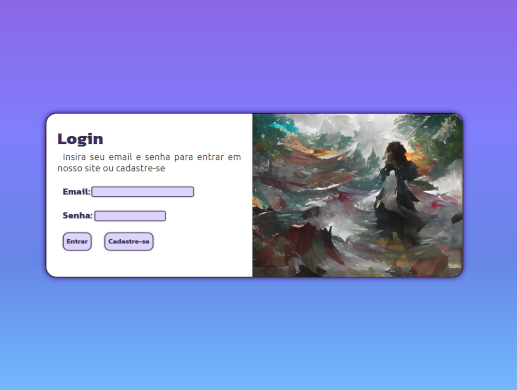 Login
Insira seu email e senha para entrar em
nosso site ou cadastre-se
Email:
Senha:
Entrar Cadastre-se